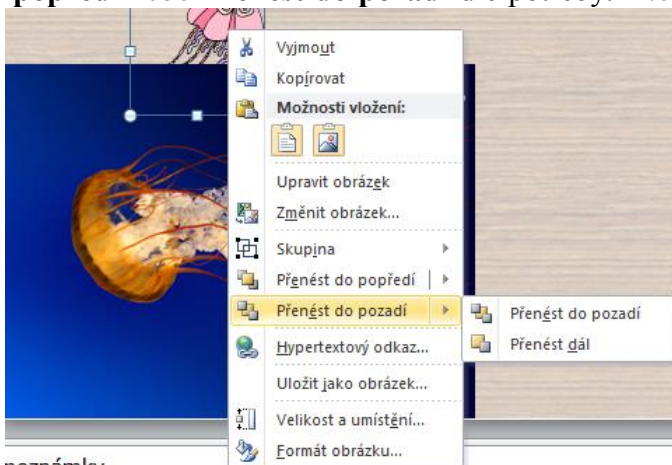 Vyjmout
Kopírovat
Možnosti vložení:
Upravit obrázek
Změnit obrázek...
Skupina
Přenést do popředí
Přenést do pozadí
Přenést do pozadí
Přenést dál
Hypertextový odkaz...
Uložit jako obrázek...
Velikost a umístění...
Formát obrázku...
poznámky